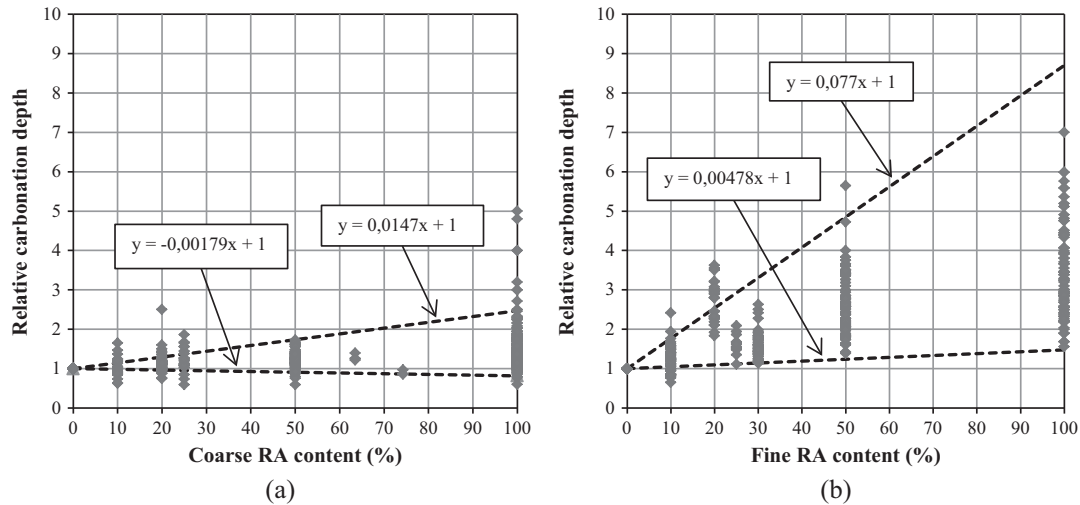 10
9
8
7
6
5
4
3
2
1
0
Relative carbonation depth
y = -0,00179x + 1
y = 0,0147x + 1
0 10 20 30 40 50 60 70 80 90 100
Coarse RA content (%)
(a)
10
9
8
7
6
5
4
3
2
1
0
Relative carbonation depth
y = 0,077x + 1
y = 0,00478x + 1
0 10 20 30 40 50 60 70 80 90 100
Fine RA content (%)
(b)